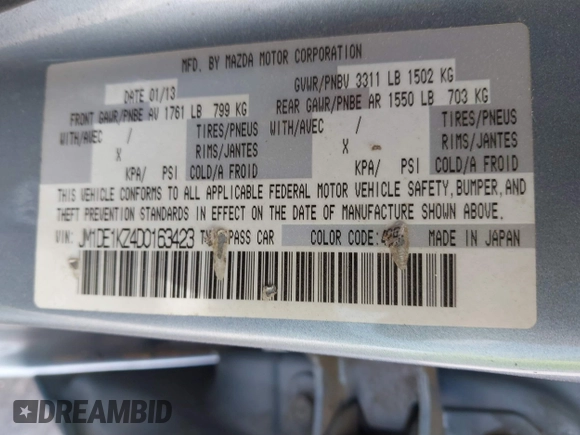 MFD. BY MAZDA MOTOR CORPORATION
DATE 01/13 GVWR/PNBV 3311 LB 1502 KG
FRONT GAWR/PNBE AV 1761 LB 799 KG REAR GAWR/PNBE AR 1550 LB 703 KG
WITH/AVEC / TIRES/PNEUS WITH/AVEC / TIRES/PNEUS
X RIMS/JANTES X RIMS/JANTES
KPA/ PSI COLD/A FROID KPA/ PSI COLD/A FROID
THIS VEHICLE CONFORMS TO ALL APPLICABLE FEDERAL MOTOR VEHICLE SAFETY, BUMPER, AND
THEFT PREVENTION STANDARDS IN EFFECT ON THE DATE OF MANUFACTURE SHOWN ABOVE.
VIN: JM1DE1KZ4D0163423 PASS CAR COLOR CODE: MADE IN JAPAN
DREAMBID